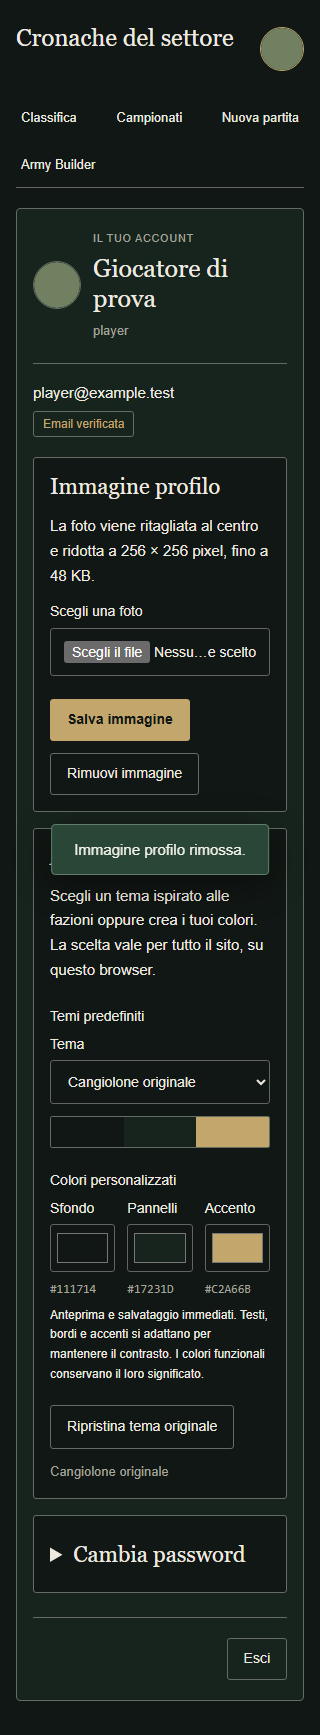 Cronache del settore
Classifica
Campionati
Nuova partita
Army Builder
IL TUO ACCOUNT
Giocatore di
prova
player
player@example.test
Email verificata
Immagine profilo
La foto viene ritagliata al centro
e ridotta a 256 × 256 pixel, fino a
48 KB.
Scegli una foto
Scegli il file Nessu…e scelto
Salva immagine
Rimuovi immagine
Immagine profilo rimossa.
Scegli un tema ispirato alle
fazioni oppure crea i tuoi colori.
La scelta vale per tutto il sito, su
questo browser.
Temi predefiniti
Tema
Cangiolone originale
Colori personalizzati
Sfondo
Pannelli
Accento
#111714
#17231D
#C2A66B
Anteprima e salvataggio immediati. Testi,
bordi e accenti si adattano per
mantenere il contrasto. I colori funzionali
conservano il loro significato.
Ripristina tema originale
Cangiolone originale
Cambia password
Esci